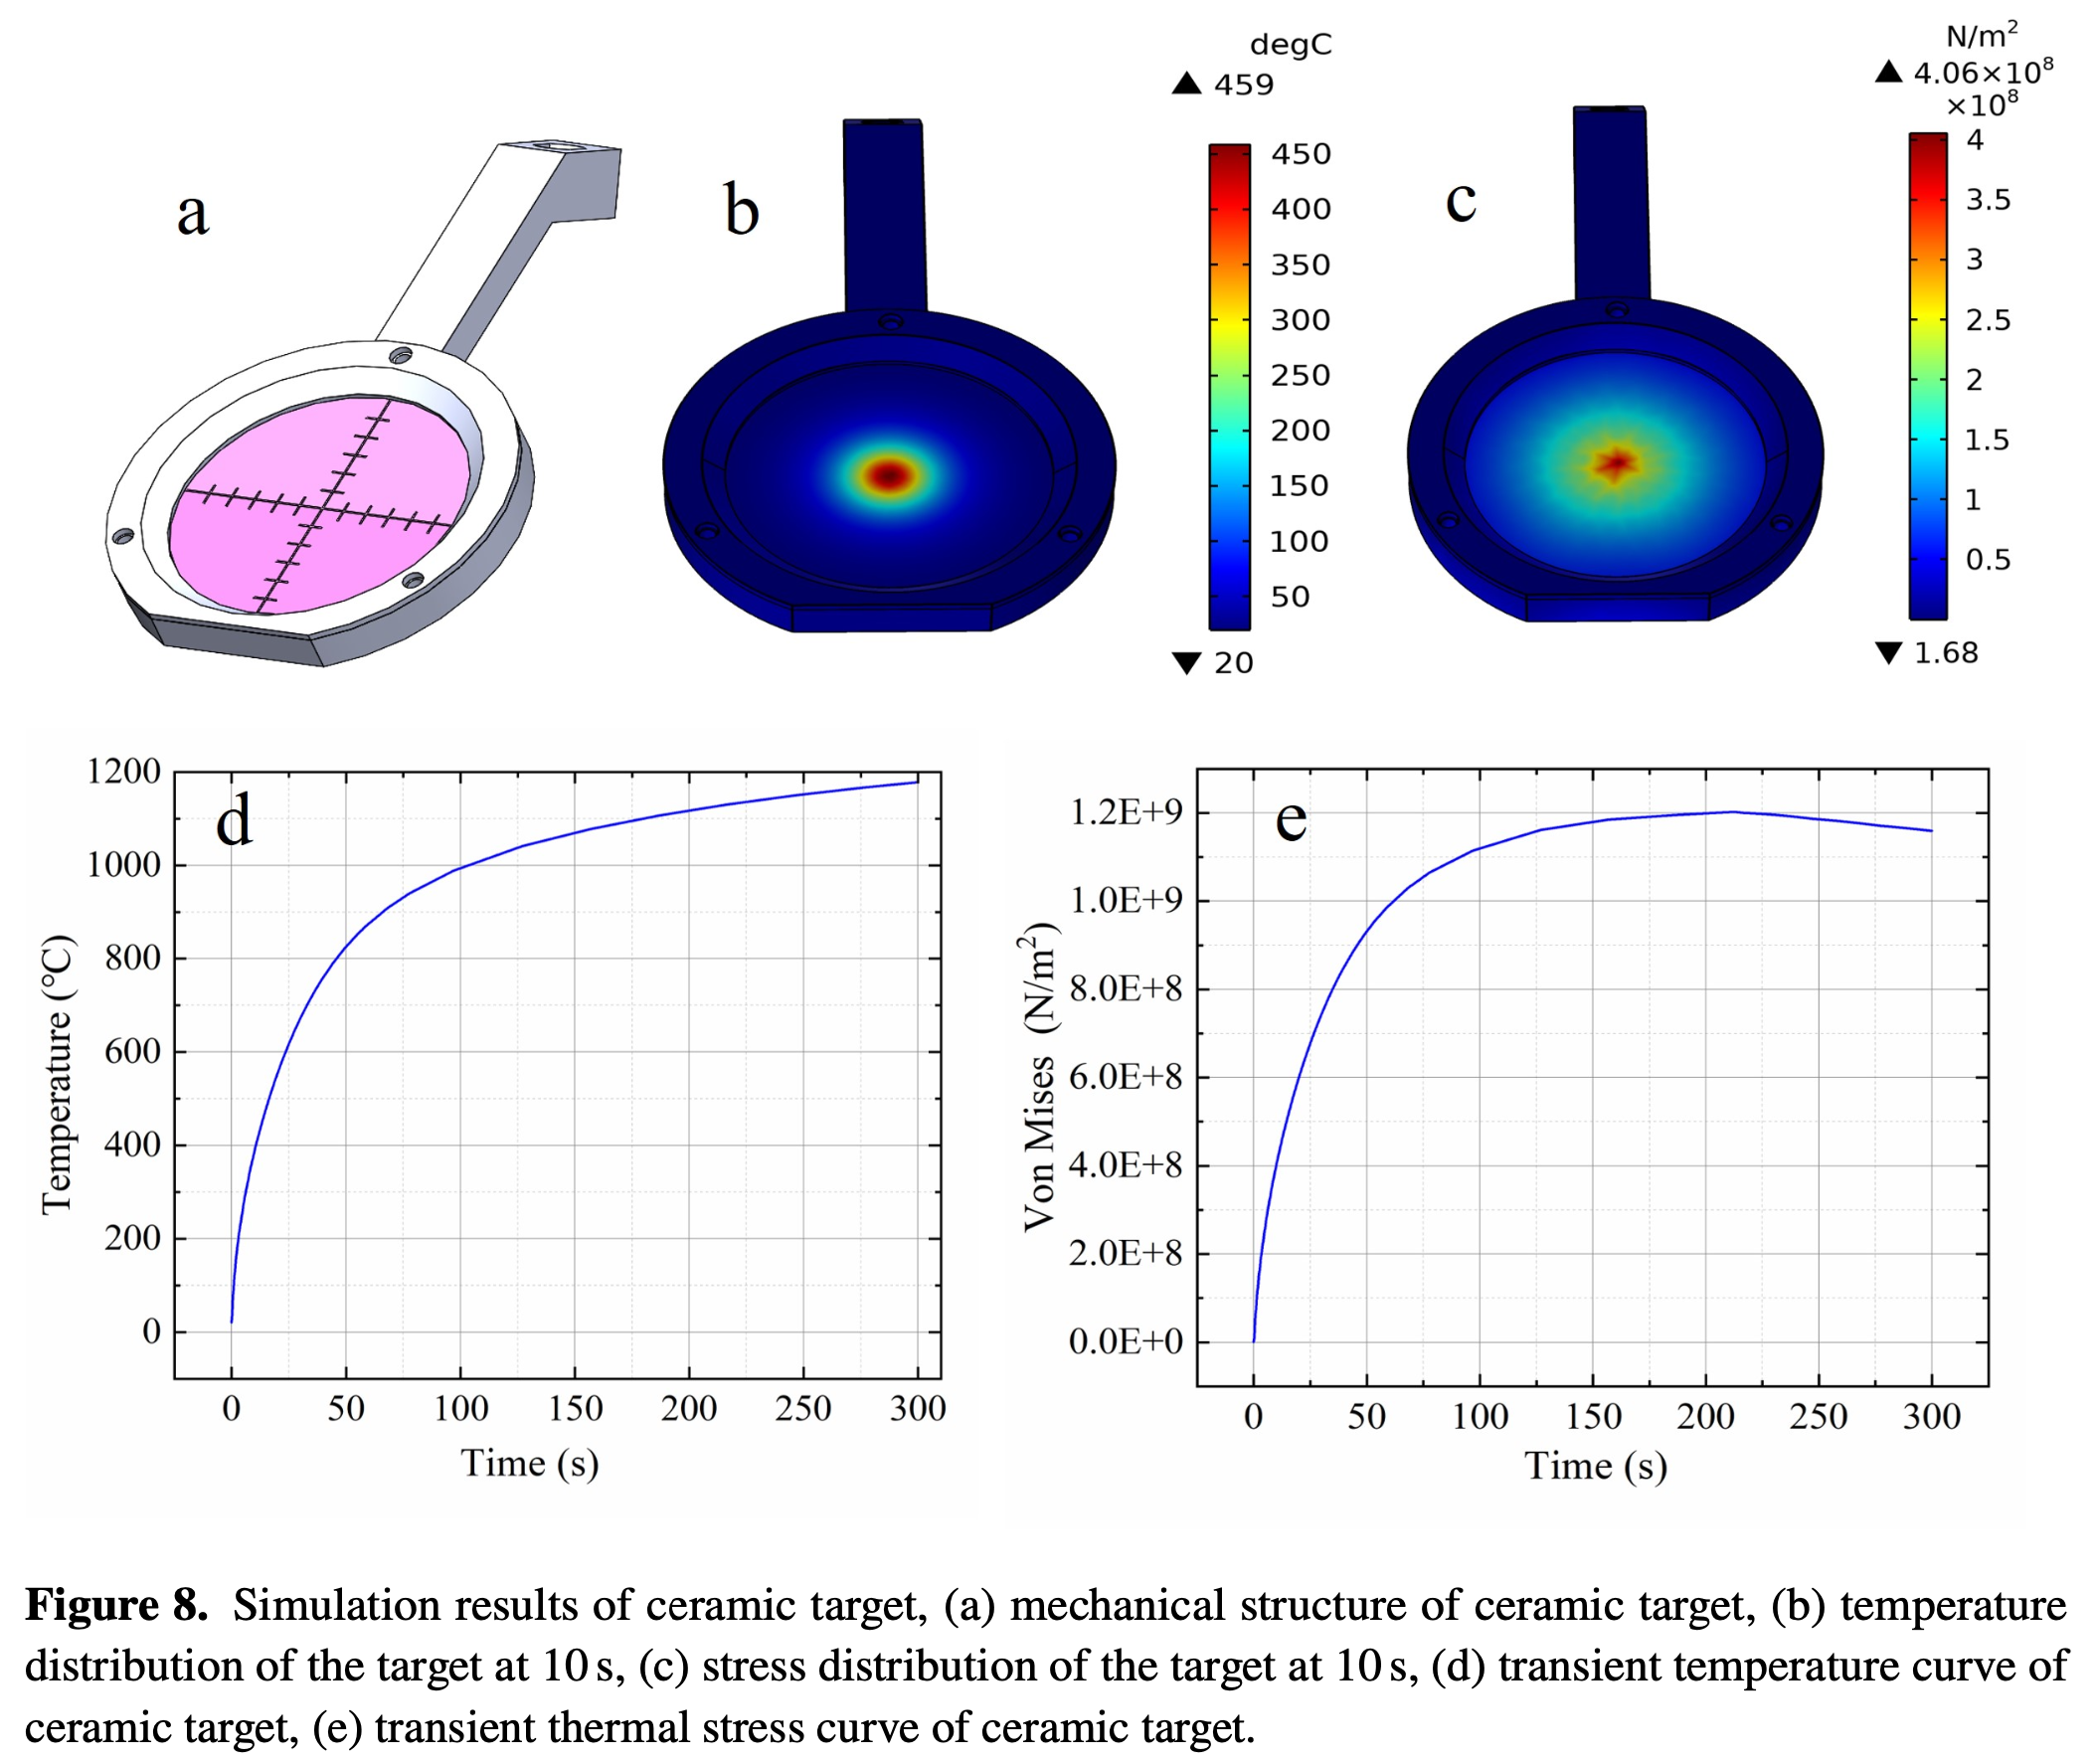 degC
▲ 459
450
400
350
300
250
200
150
100
50
▼ 20
N/m²
▲ 4.06×10⁸
×10⁸
4
3.5
3
2.5
2
1.5
1
0.5
▼ 1.68
a
b
c
d
1200
1000
800
600
400
200
0
Temperature (°C)
0 50 100 150 200 250 300
Time (s)
e
1.2E+9
1.0E+9
8.0E+8
6.0E+8
4.0E+8
2.0E+8
0.0E+0
Von Mises (N/m²)
0 50 100 150 200 250 300
Time (s)
Figure 8. Simulation results of ceramic target, (a) mechanical structure of ceramic target, (b) temperature
distribution of the target at 10 s, (c) stress distribution of the target at 10 s, (d) transient temperature curve of
ceramic target, (e) transient thermal stress curve of ceramic target.